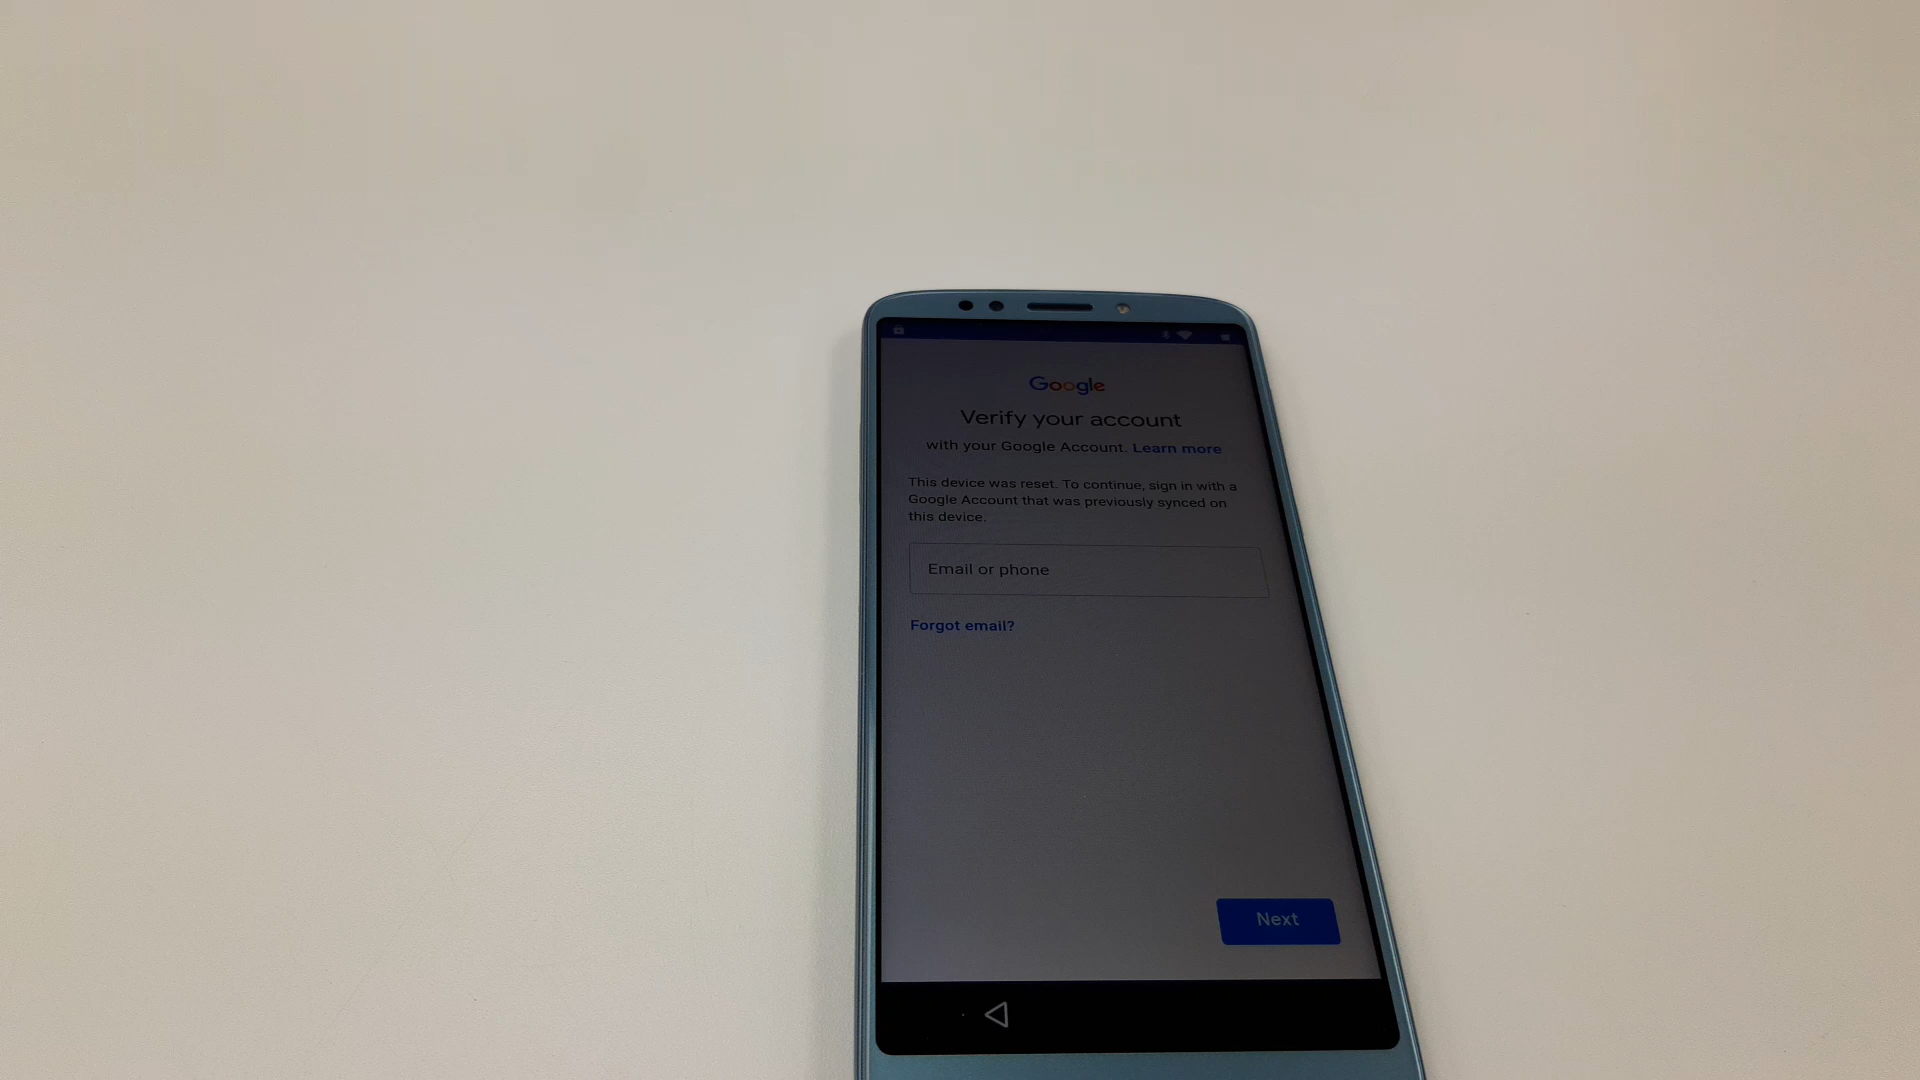 Google
Verify your account
with your Google Account. Learn more
This device was reset. To continue, sign in with a
Google Account that was previously synced on
this device.
Email or phone
Forgot email?
Next